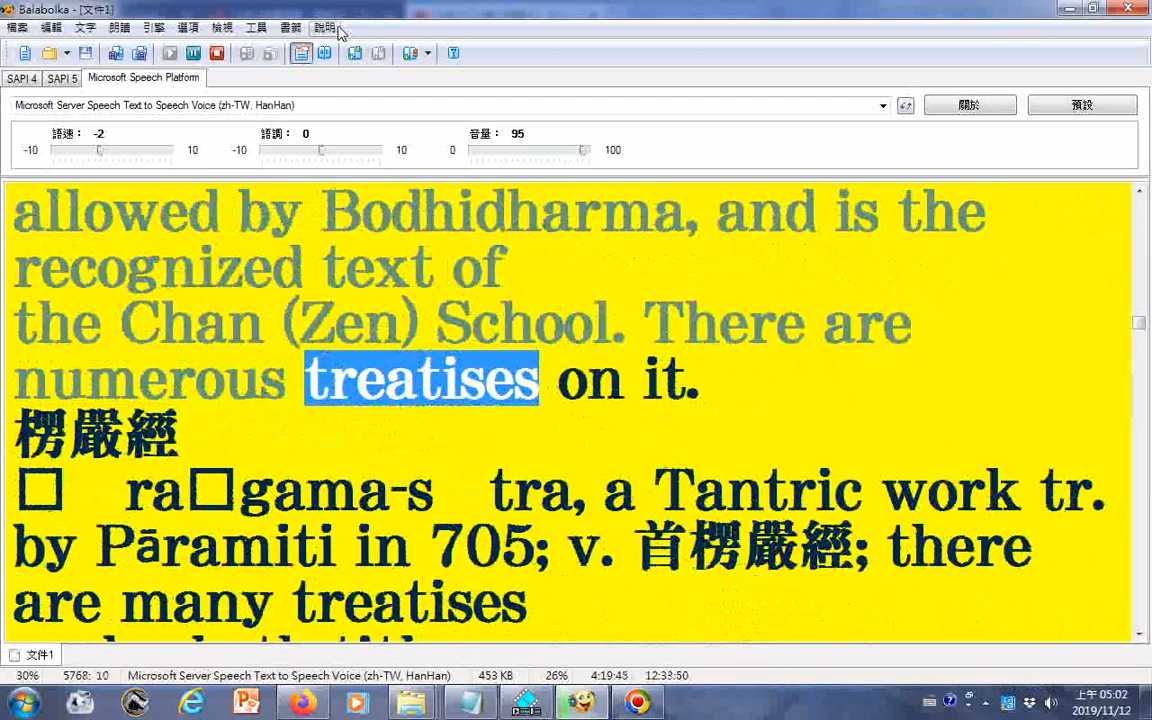 Balabolka - [文件1]
檔案 編輯 文字 朗讀 引擎 選項 檢視 工具 書籤 說明
SAPI 4 SAPI 5 Microsoft Speech Platform
Microsoft Server Speech Text to Speech Voice (zh-TW, HanHan) 關於 預設
語速： -2 語調： 0 音量： 95
-10 10 -10 10 0 100
allowed by Bodhidharma, and is the
recognized text of
the Chan (Zen) School. There are
numerous treatises on it.
楞嚴經
□ ra□gama-s tra, a Tantric work tr.
by Pāramiti in 705; v. 首楞嚴經; there
are many treatises
文件1
30% 5768: 10 Microsoft Server Speech Text to Speech Voice (zh-TW, HanHan) 453 KB 26% 4:19:48 12:33:50
上午 05:02
2019/11/12